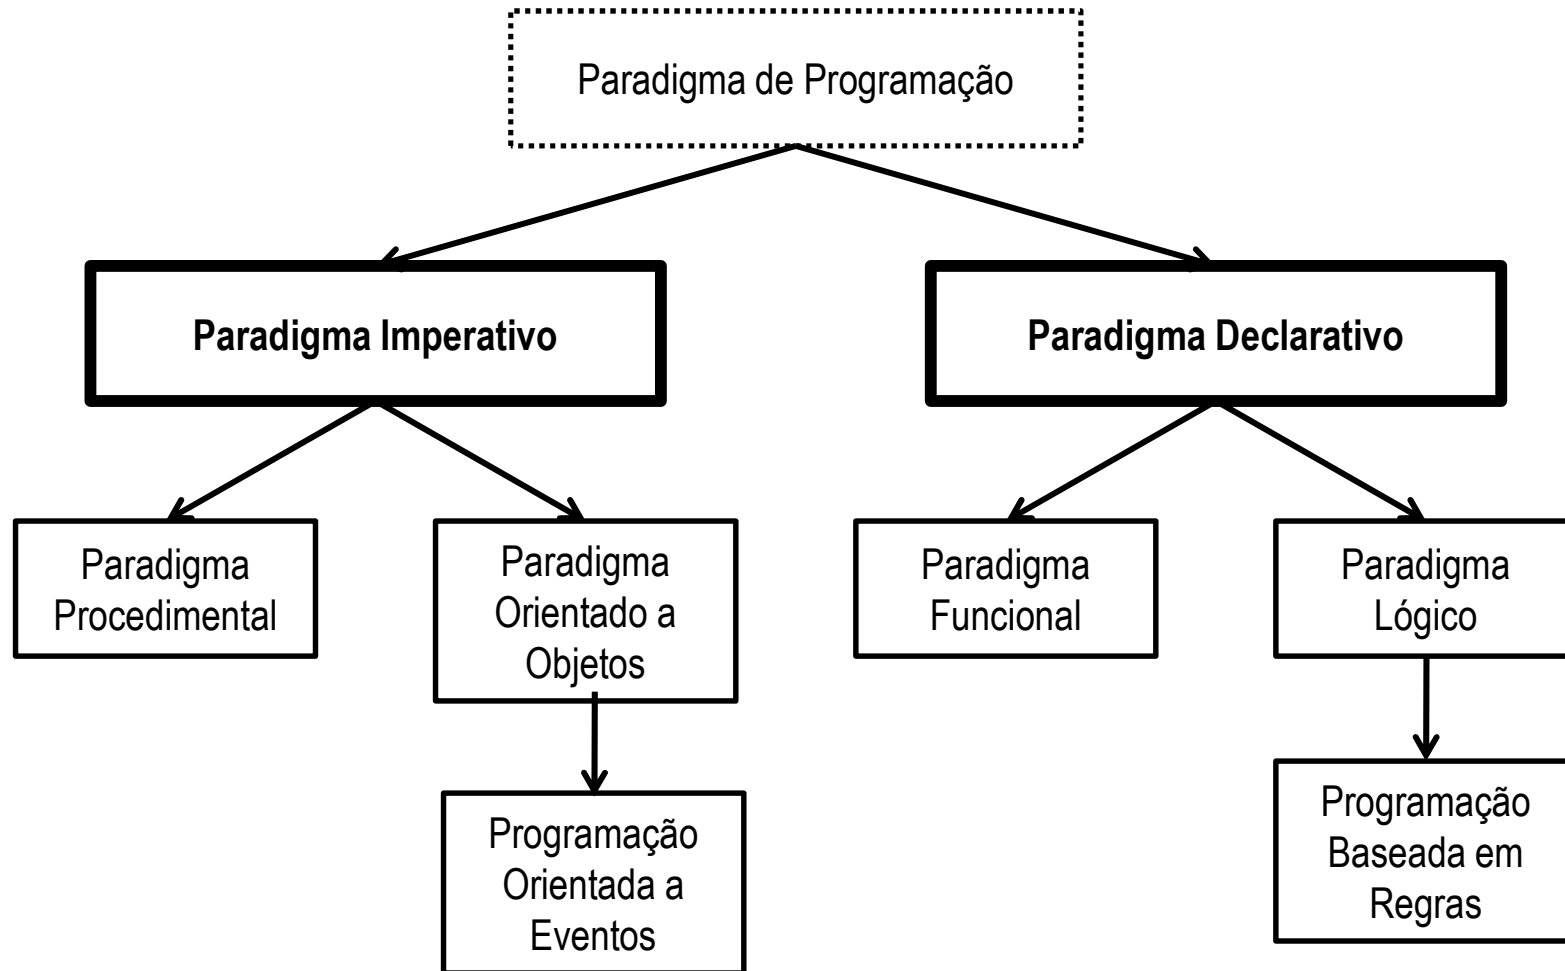 Paradigma de Programação
Paradigma Imperativo
Paradigma Declarativo
Paradigma
Procedimental
Paradigma
Orientado a
Objetos
Paradigma
Funcional
Paradigma
Lógico
Programação
Orientada a
Eventos
Programação
Baseada em
Regras